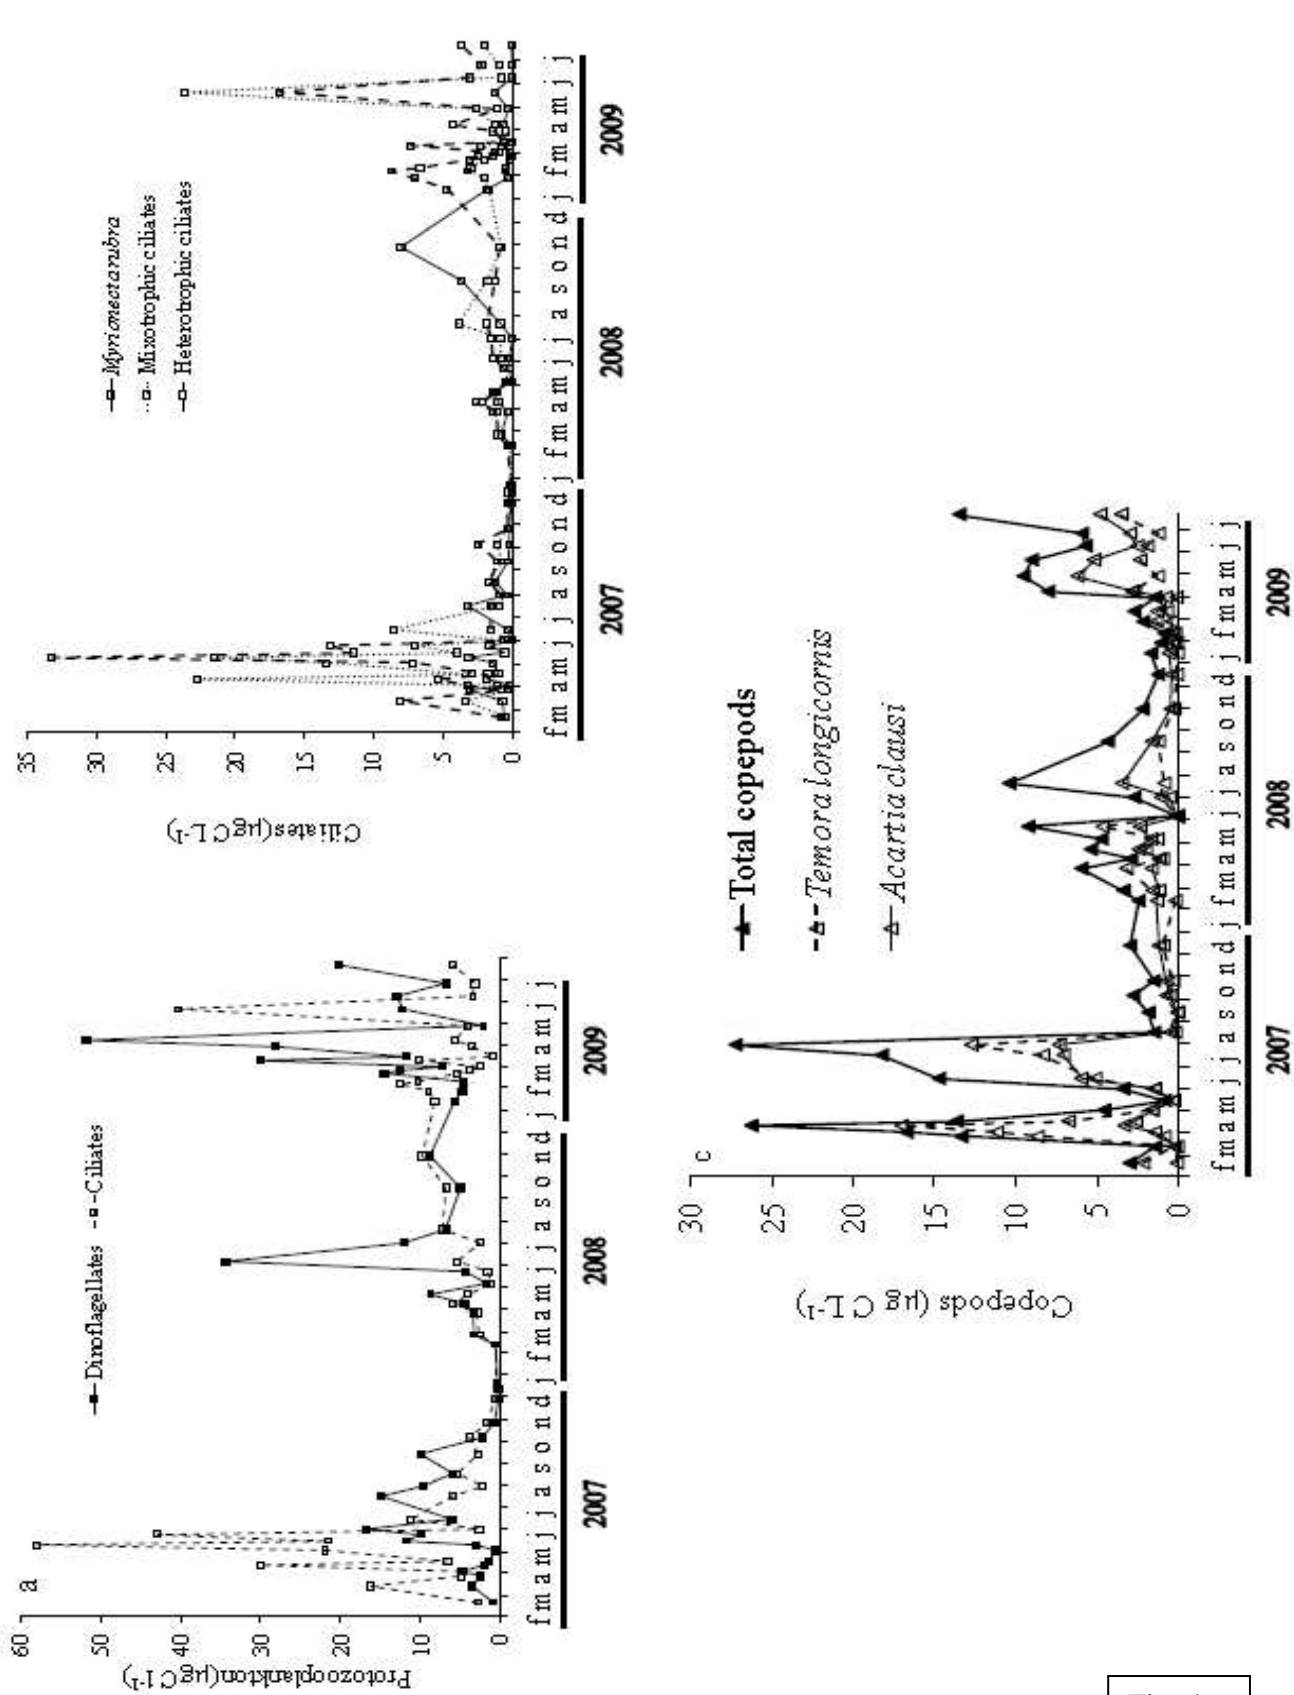 a
Protozooplankton (µg C l⁻¹)
60
50
40
30
20
10
0
Dinoflagellates
Ciliates
f m a m j j a s o n d j f m a m j j a s o n d j f m a m j j
2007 2008 2009
Ciliates (µg C L⁻¹)
35
30
25
20
15
10
5
0
Myrionecta rubra
Mixotrophic ciliates
Heterotrophic ciliates
f m a m j j a s o n d j f m a m j j a s o n d j f m a m j j
2007 2008 2009
c
Copepods (µg C L⁻¹)
30
25
20
15
10
5
0
Total copepods
Temora longicornis
Acartia clausi
f m a m j j a s o n d j f m a m j j a s o n d j f m a m j j
2007 2008 2009